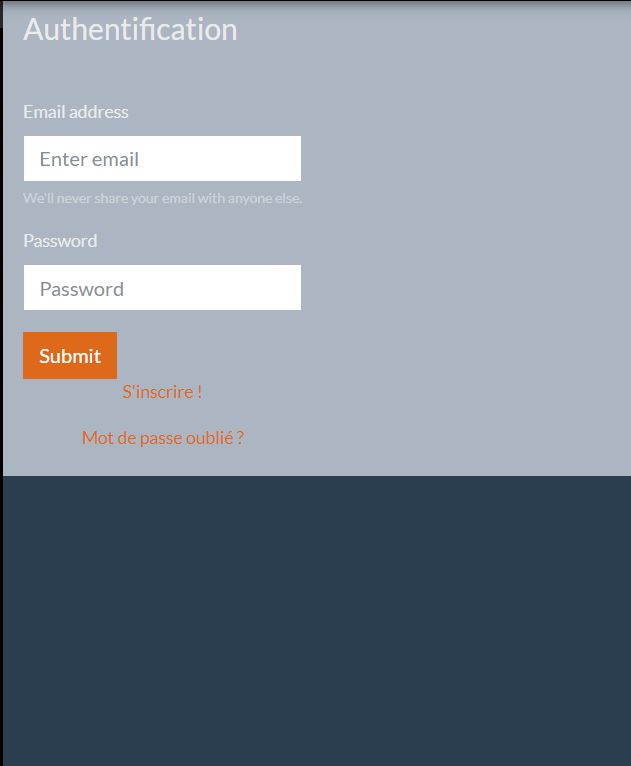 Authentification
Email address
Enter email
We'll never share your email with anyone else.
Password
Password
Submit
S'inscrire !
Mot de passe oublié ?